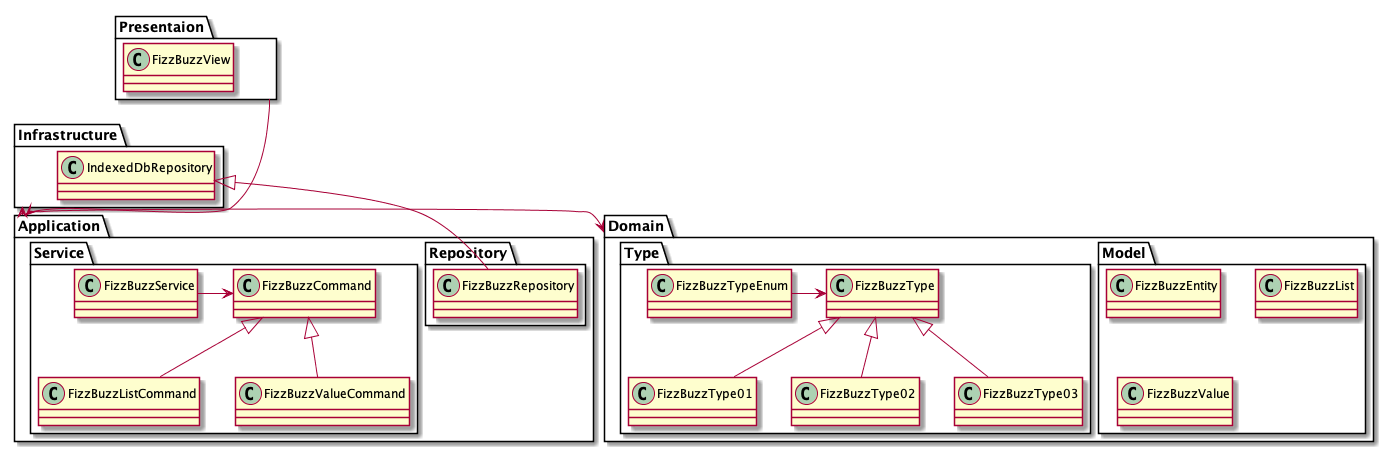 Presentaion
C FizzBuzzView
Infrastructure
C IndexedDbRepository
Application
Service
C FizzBuzzService
C FizzBuzzCommand
C FizzBuzzListCommand
C FizzBuzzValueCommand
Repository
C FizzBuzzRepository
Domain
Type
C FizzBuzzTypeEnum
C FizzBuzzType
C FizzBuzzType01
C FizzBuzzType02
C FizzBuzzType03
Model
C FizzBuzzEntity
C FizzBuzzList
C FizzBuzzValue